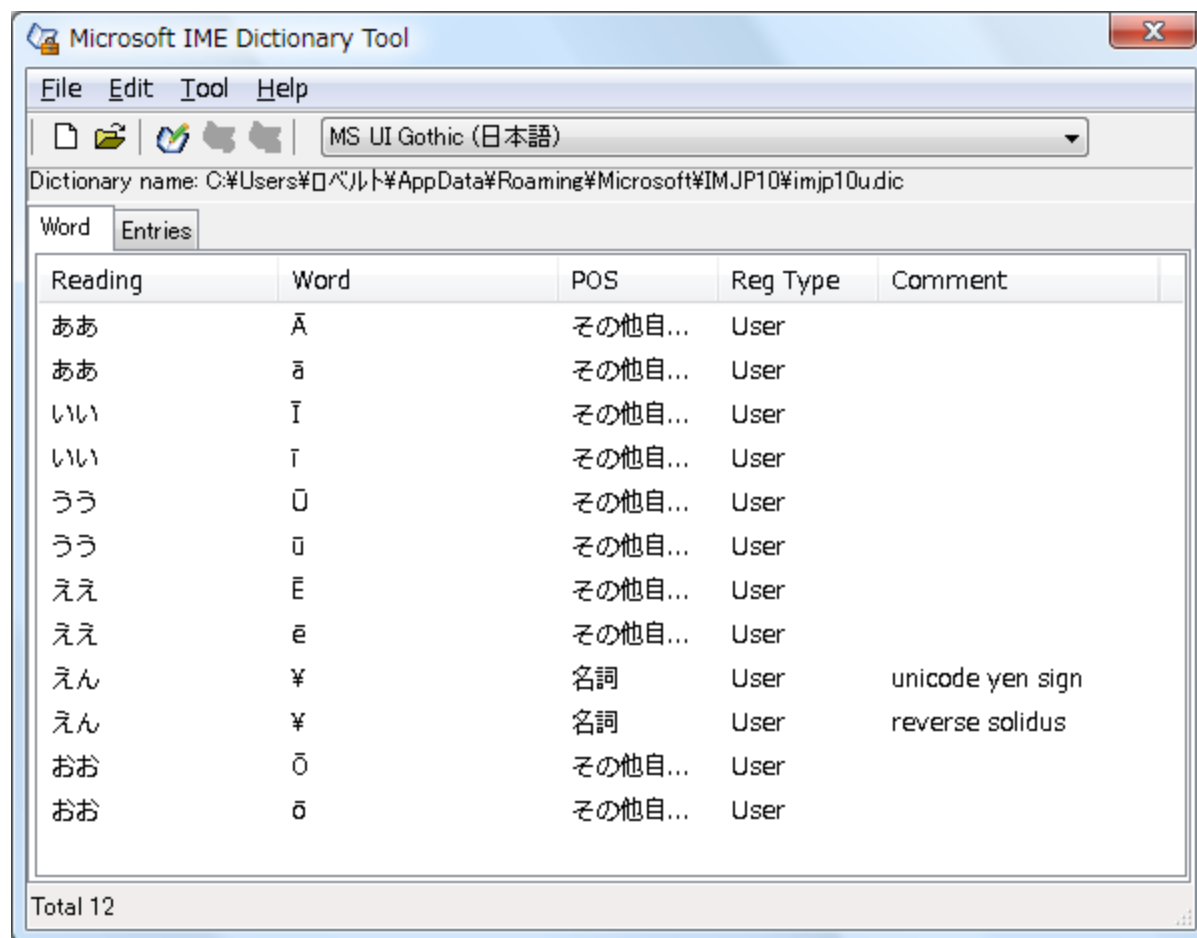 Microsoft IME Dictionary Tool
File Edit Tool Help
MS UI Gothic (日本語)
Dictionary name: C:¥Users¥ロベルト¥AppData¥Roaming¥Microsoft¥IMJP10¥imjp10u.dic
Word Entries
Reading Word POS Reg Type Comment
ああ Ā その他自... User
ああ ā その他自... User
いい Ī その他自... User
いい ī その他自... User
うう Ū その他自... User
うう ū その他自... User
ええ Ē その他自... User
ええ ē その他自... User
えん ¥ 名詞 User unicode yen sign
えん ¥ 名詞 User reverse solidus
おお Ō その他自... User
おお ō その他自... User
Total 12